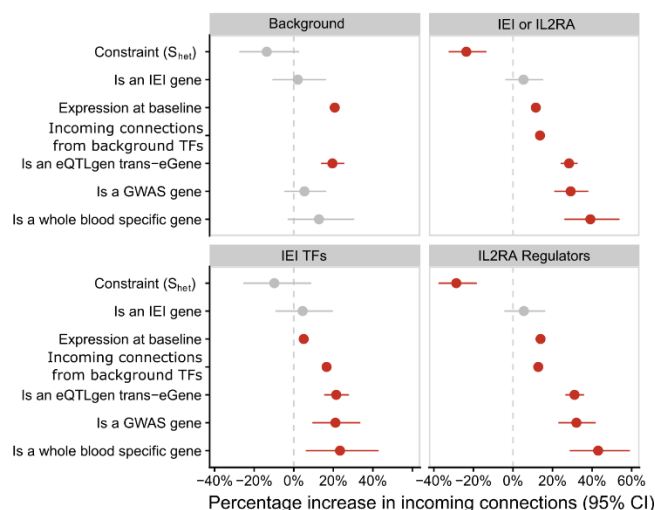 Background
IEI or IL2RA
Constraint (Shet)
Is an IEI gene
Expression at baseline
Incoming connections
from background TFs
Is an eQTLgen trans−eGene
Is a GWAS gene
Is a whole blood specific gene
IEI TFs
IL2RA Regulators
Constraint (Shet)
Is an IEI gene
Expression at baseline
Incoming connections
from background TFs
Is an eQTLgen trans−eGene
Is a GWAS gene
Is a whole blood specific gene
−40% −20% 0% 20% 40% 60% −40% −20% 0% 20% 40% 60%
Percentage increase in incoming connections (95% CI)